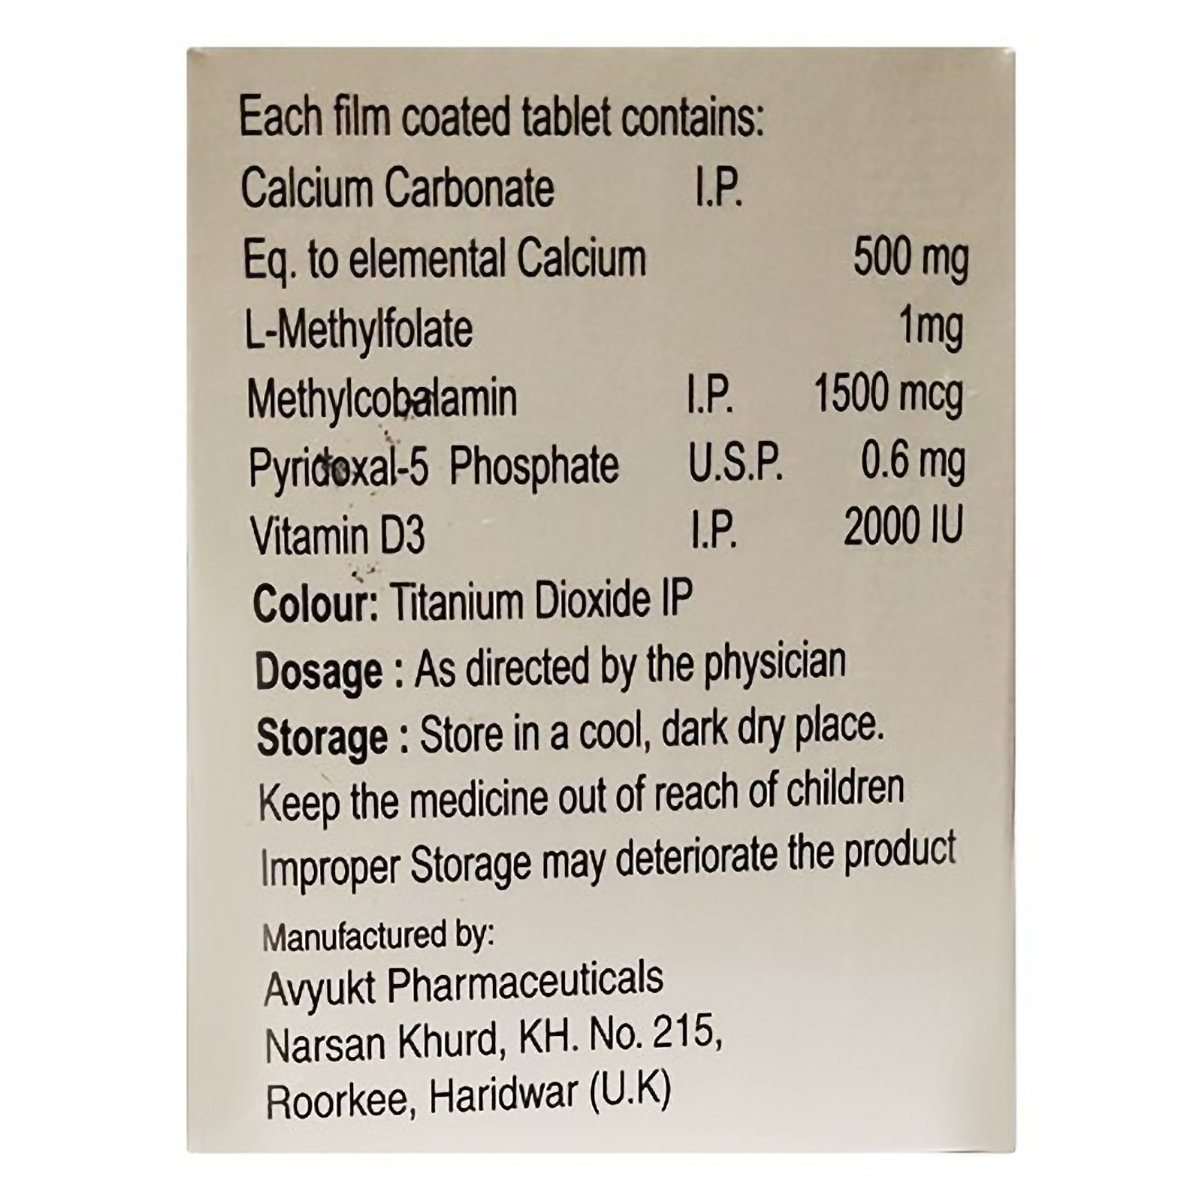 Each film coated tablet contains:
Calcium Carbonate I.P.
Eq. to elemental Calcium 500 mg
L-Methylfolate 1mg
Methylcobalamin I.P. 1500 mcg
Pyridoxal-5 Phosphate U.S.P. 0.6 mg
Vitamin D3 I.P. 2000 IU
Colour: Titanium Dioxide IP
Dosage : As directed by the physician
Storage : Store in a cool, dark dry place.
Keep the medicine out of reach of children
Improper Storage may deteriorate the product
Manufactured by:
Avyukt Pharmaceuticals
Narsan Khurd, KH. No. 215,
Roorkee, Haridwar (U.K)